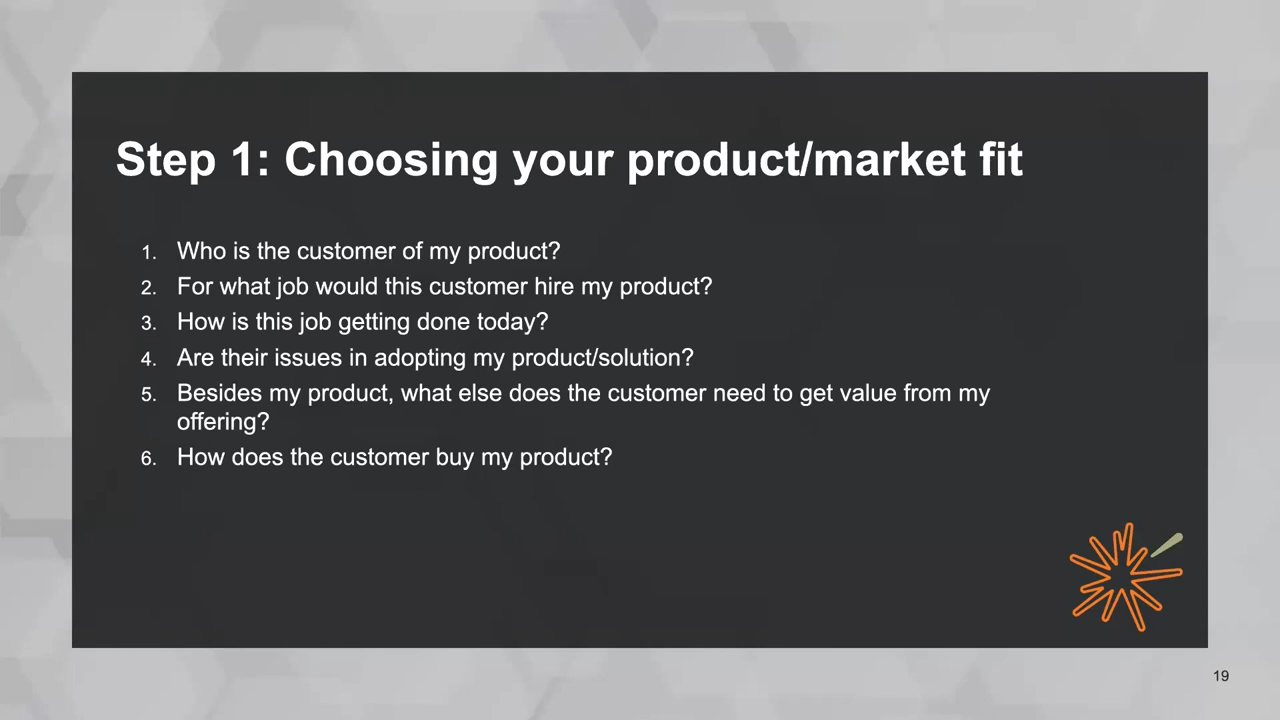 Step 1: Choosing your product/market fit
1. Who is the customer of my product?
2. For what job would this customer hire my product?
3. How is this job getting done today?
4. Are their issues in adopting my product/solution?
5. Besides my product, what else does the customer need to get value from my
offering?
6. How does the customer buy my product?
19